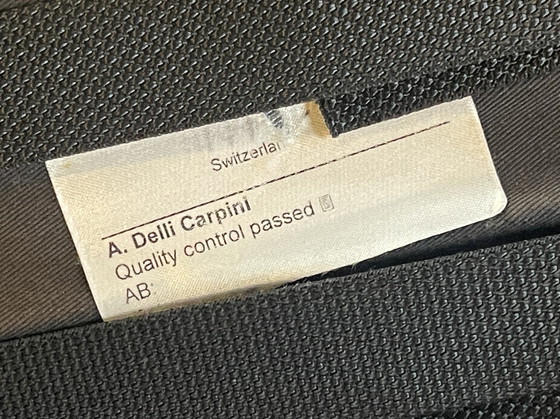 Switzerla
A. Delli Carpini
Quality control passed
AB: